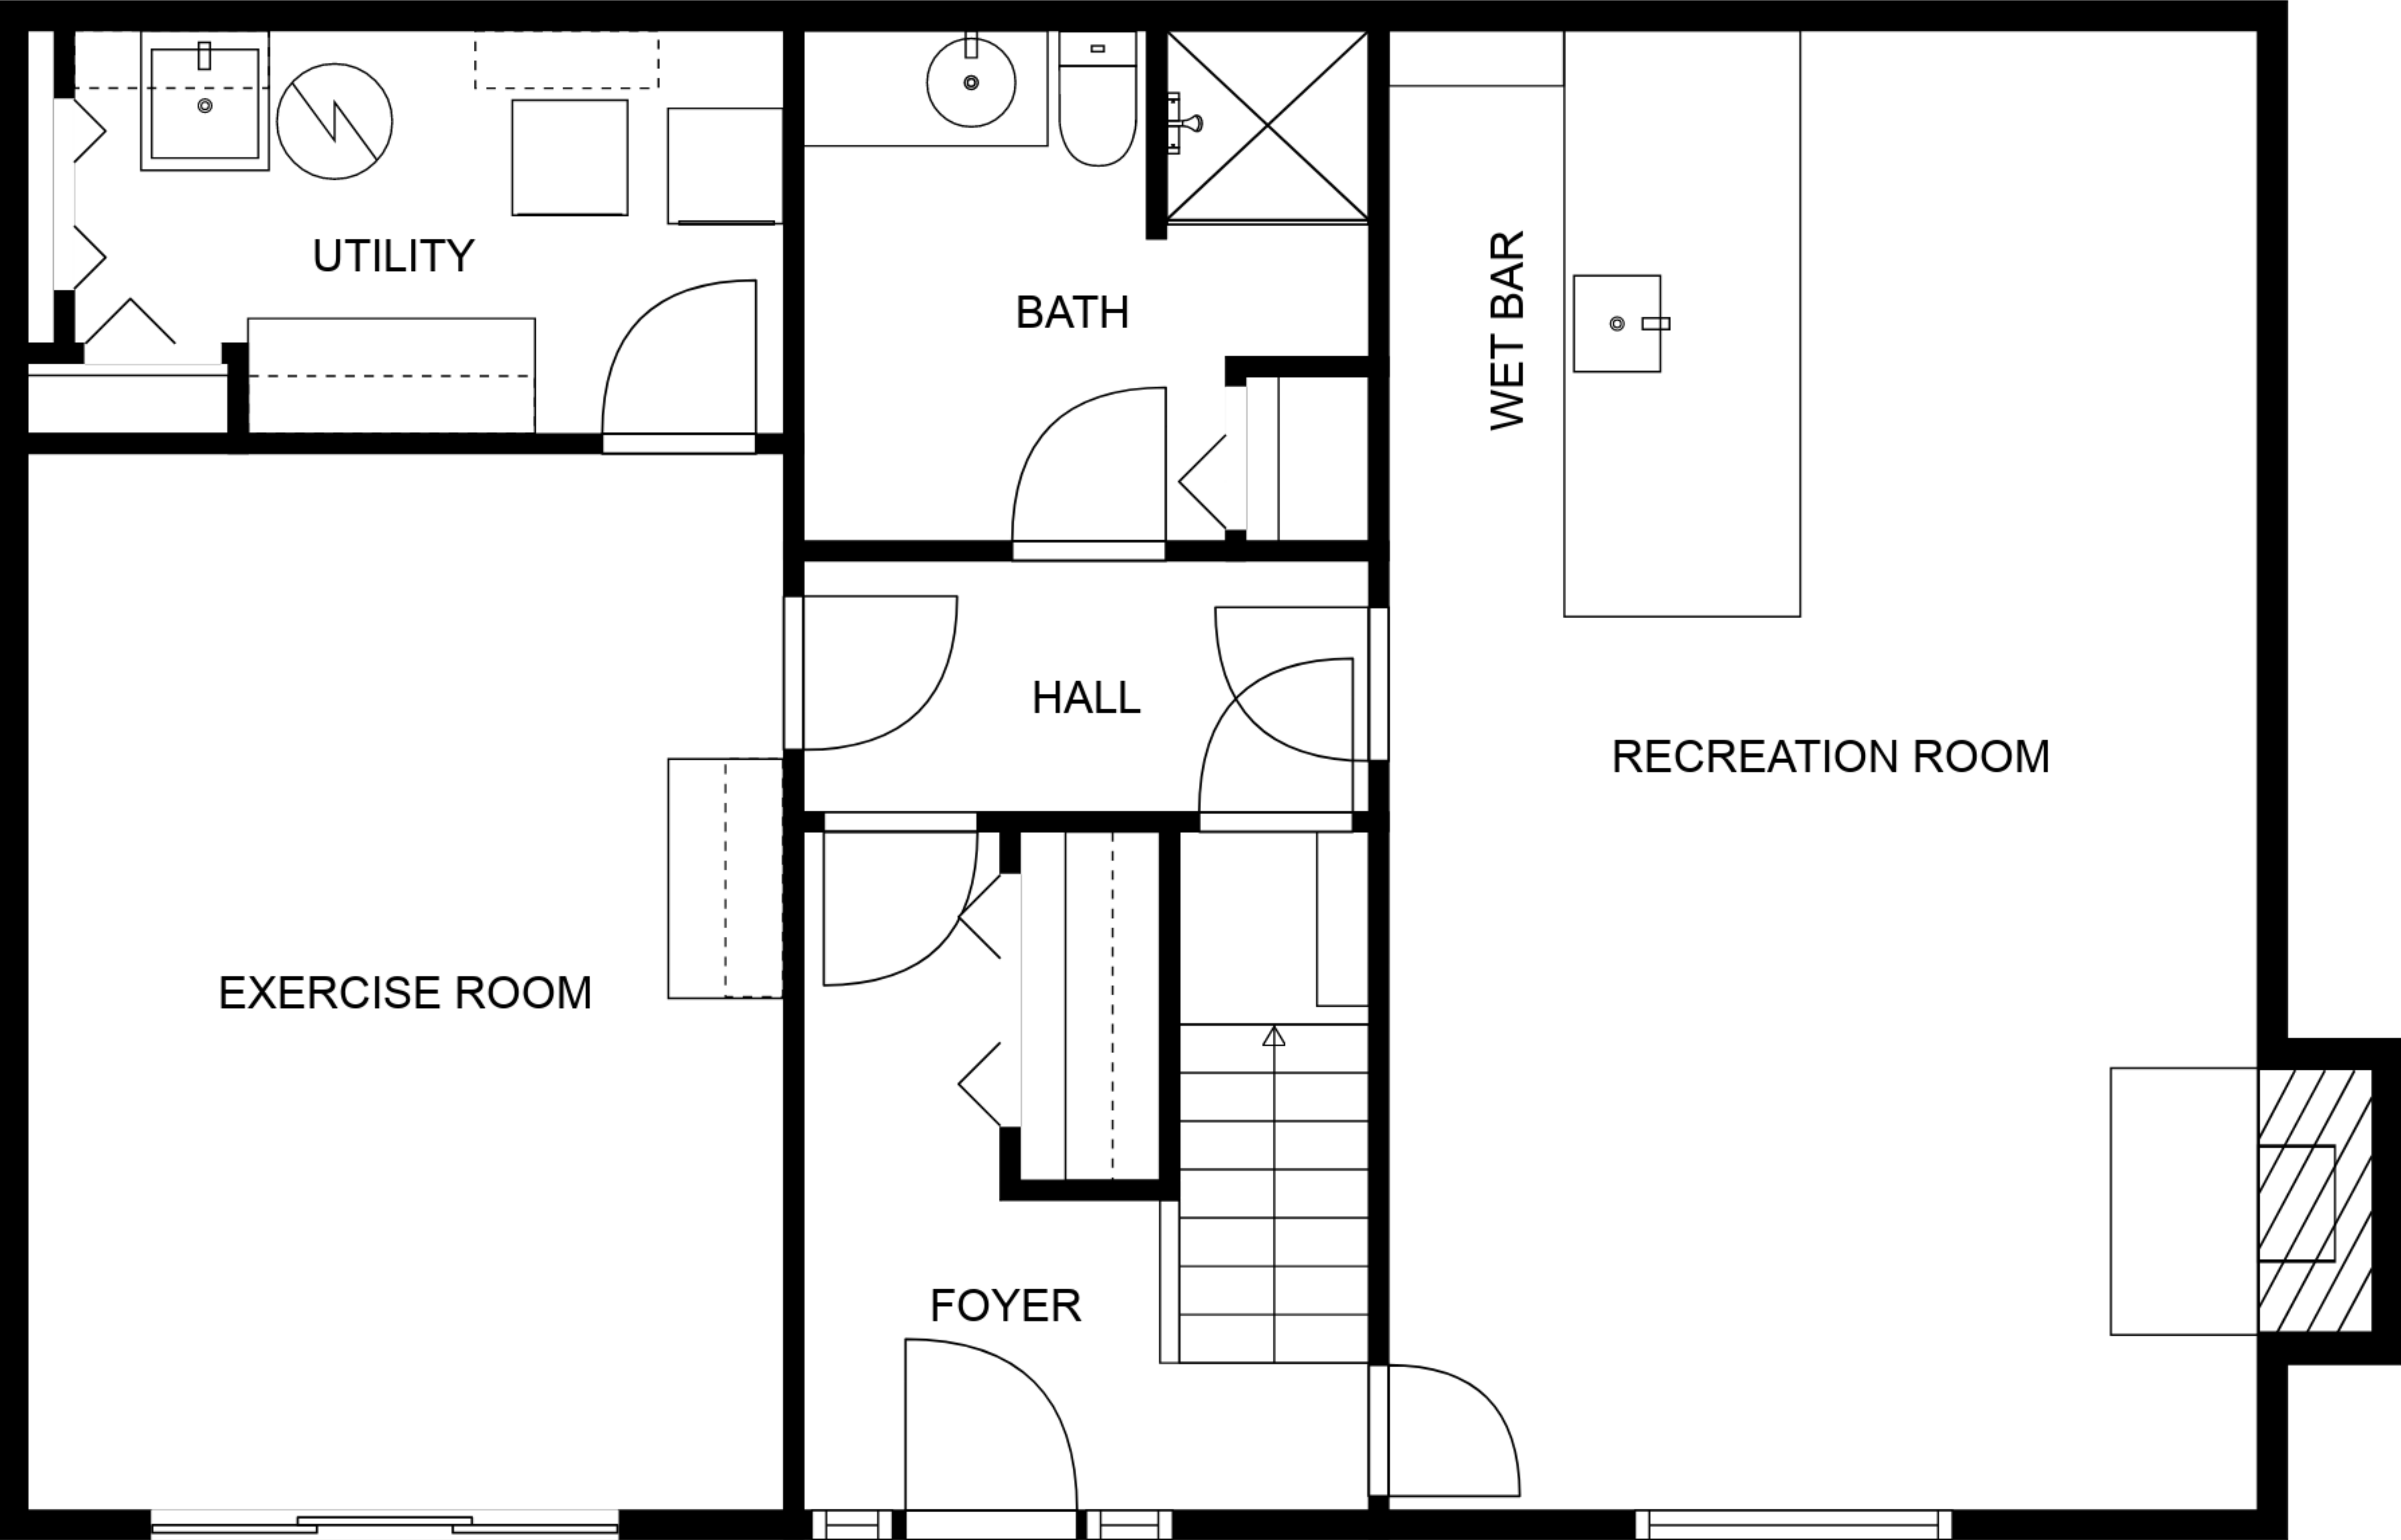 UTILITY
BATH
WET BAR
HALL
RECREATION ROOM
EXERCISE ROOM
FOYER